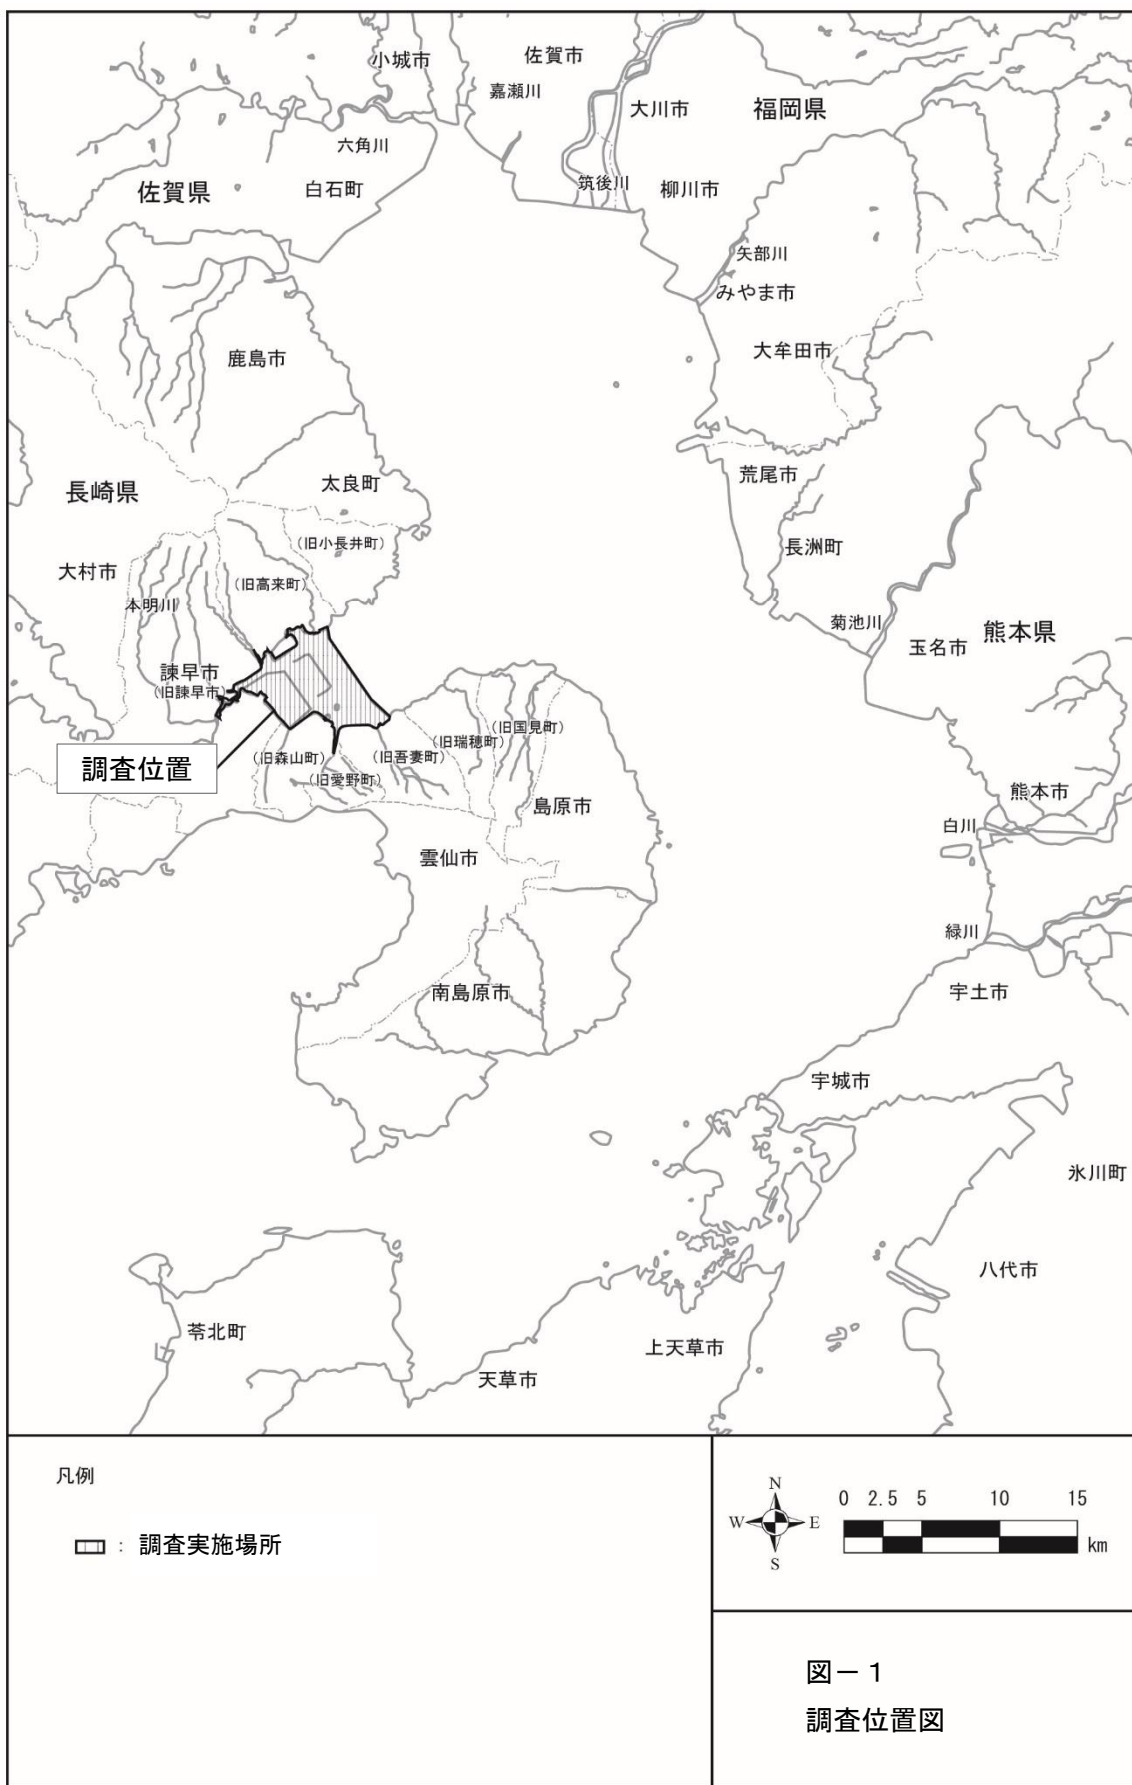 小城市
佐賀市
嘉瀬川
大川市
福岡県
六角川
佐賀県
白石町
筑後川
柳川市
矢部川
みやま市
大牟田市
鹿島市
荒尾市
太良町
長崎県
(旧小長井町)
長洲町
大村市
(旧高来町)
本明川
菊池川
玉名市
熊本県
諫早市
(旧諫早市)
(旧国見町)
(旧瑞穂町)
(旧吾妻町)
(旧森山町)
調査位置
(旧愛野町)
熊本市
島原市
白川
雲仙市
緑川
南島原市
宇土市
宇城市
氷川町
八代市
苓北町
上天草市
天草市
凡例
: 調査実施場所
N
W E
S
0 2.5 5 10 15
km
図-1
調査位置図